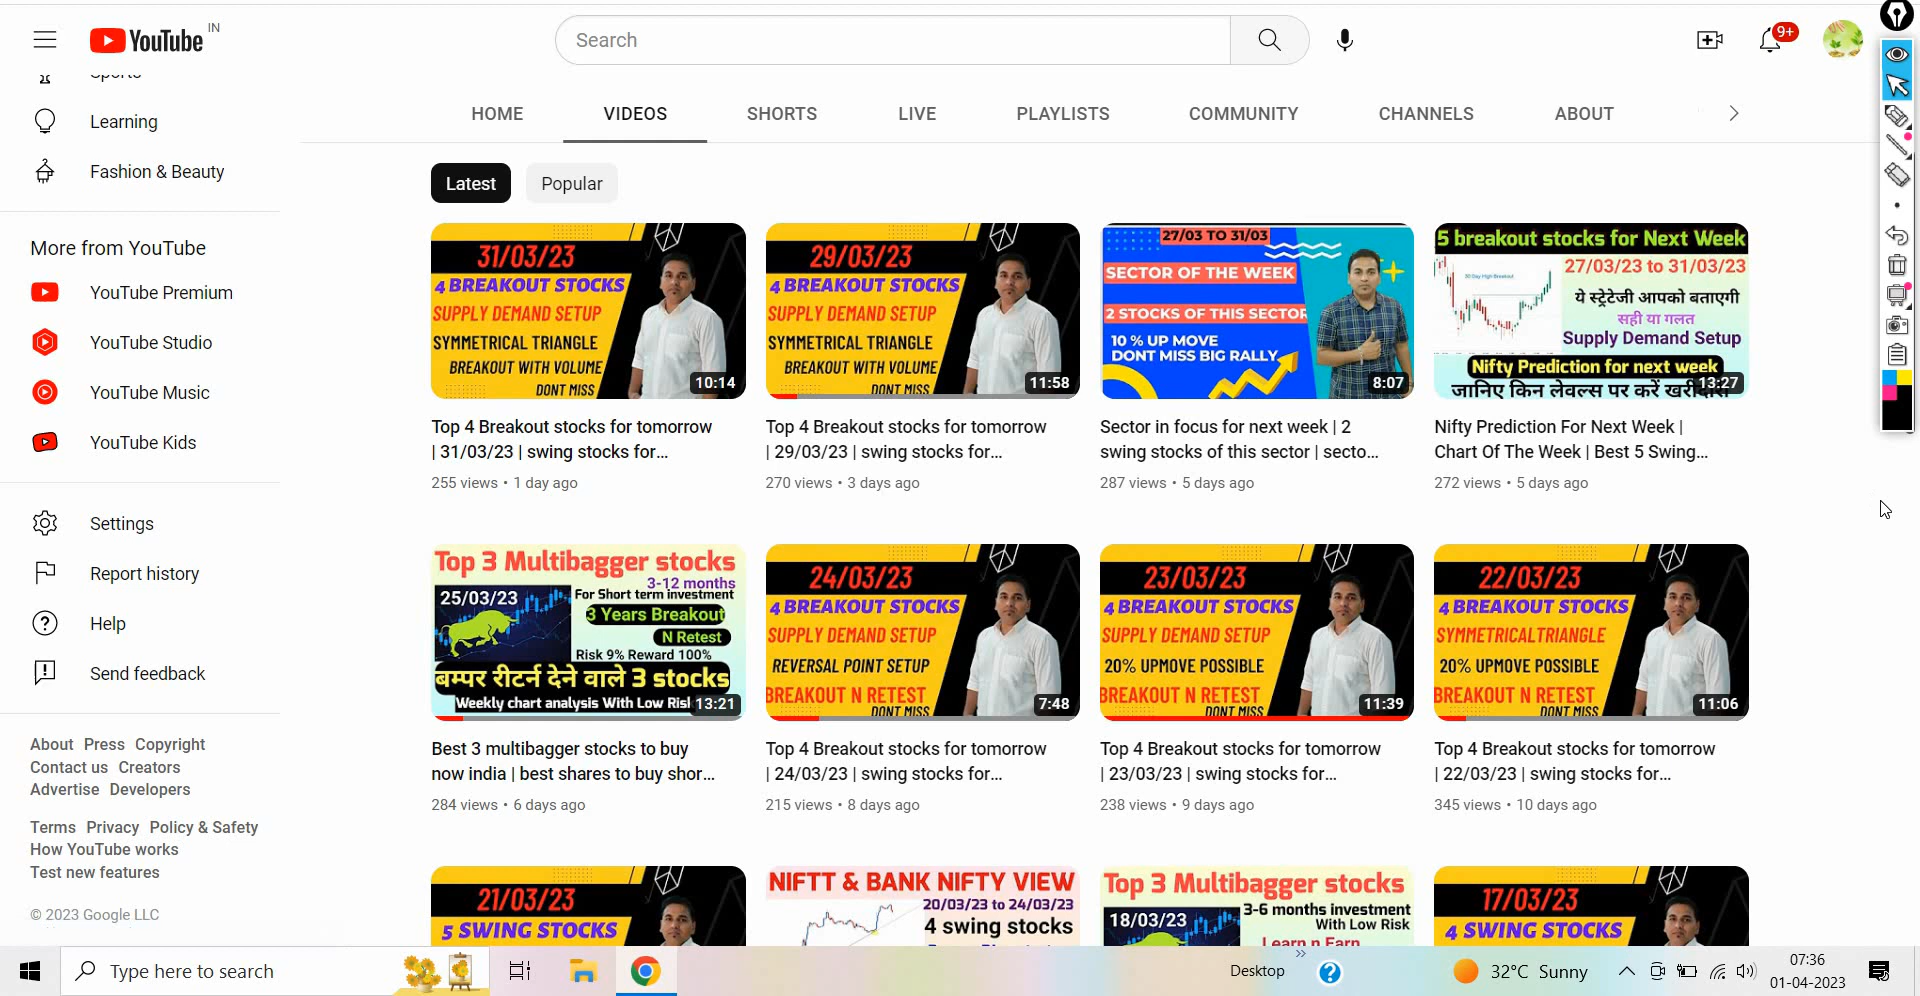 YouTube IN
Search
9+
Sports
Learning
Fashion & Beauty
More from YouTube
YouTube Premium
YouTube Studio
YouTube Music
YouTube Kids
Settings
Report history
Help
Send feedback
About Press Copyright
Contact us Creators
Advertise Developers
Terms Privacy Policy & Safety
How YouTube works
Test new features
© 2023 Google LLC
HOME VIDEOS SHORTS LIVE PLAYLISTS COMMUNITY CHANNELS ABOUT
Latest Popular
31/03/23
4 BREAKOUT STOCKS
SUPPLY DEMAND SETUP
SYMMETRICAL TRIANGLE
BREAKOUT WITH VOLUME
DONT MISS
10:14
Top 4 Breakout stocks for tomorrow
| 31/03/23 | swing stocks for...
255 views • 1 day ago
29/03/23
4 BREAKOUT STOCKS
SUPPLY DEMAND SETUP
SYMMETRICAL TRIANGLE
BREAKOUT WITH VOLUME
DONT MISS
11:58
Top 4 Breakout stocks for tomorrow
| 29/03/23 | swing stocks for...
270 views • 3 days ago
27/03 TO 31/03
SECTOR OF THE WEEK
2 STOCKS OF THIS SECTOR
10 % UP MOVE
DONT MISS BIG RALLY
8:07
Sector in focus for next week | 2
swing stocks of this sector | secto...
287 views • 5 days ago
5 breakout stocks for Next Week
27/03/23 to 31/03/23
30 Day High Breakout
ये स्ट्रेटेजी आपको बताएगी
सही या गलत
Supply Demand Setup
Nifty Prediction for next week
जानिए किन लेवल्स पर करें खरीदारी
13:27
Nifty Prediction For Next Week |
Chart Of The Week | Best 5 Swing...
272 views • 5 days ago
Top 3 Multibagger stocks
3-12 months
25/03/23
For Short term investment
3 Years Breakout
N Retest
Risk 9% Reward 100%
बम्पर रीटर्न देने वाले 3 stocks
Weekly chart analysis With Low Risk
13:21
Best 3 multibagger stocks to buy
now india | best shares to buy shor...
284 views • 6 days ago
24/03/23
4 BREAKOUT STOCKS
SUPPLY DEMAND SETUP
REVERSAL POINT SETUP
BREAKOUT N RETEST
DONT MISS
7:48
Top 4 Breakout stocks for tomorrow
| 24/03/23 | swing stocks for...
215 views • 8 days ago
23/03/23
4 BREAKOUT STOCKS
SUPPLY DEMAND SETUP
20% UPMOVE POSSIBLE
BREAKOUT N RETEST
DONT MISS
11:39
Top 4 Breakout stocks for tomorrow
| 23/03/23 | swing stocks for...
238 views • 9 days ago
22/03/23
4 BREAKOUT STOCKS
SYMMETRICALTRIANGLE
20% UPMOVE POSSIBLE
BREAKOUT N RETEST
DONT MISS
11:06
Top 4 Breakout stocks for tomorrow
| 22/03/23 | swing stocks for...
345 views • 10 days ago
21/03/23
5 SWING STOCKS
NIFTT & BANK NIFTY VIEW
20/03/23 to 24/03/23
4 swing stocks
Top 3 Multibagger stocks
18/03/23
3-6 months investment
With Low Risk
Learn n Earn
17/03/23
4 SWING STOCKS
Type here to search
Desktop
32°C Sunny
07:36
01-04-2023